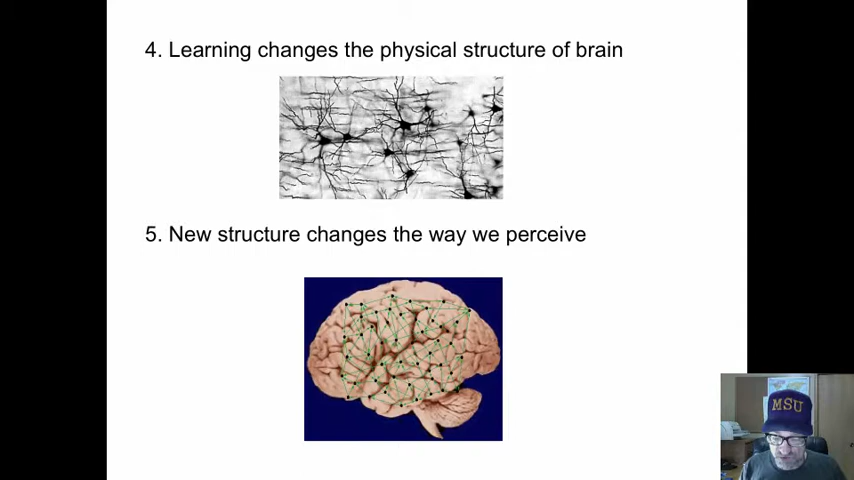 4. Learning changes the physical structure of brain
5. New structure changes the way we perceive
MSU